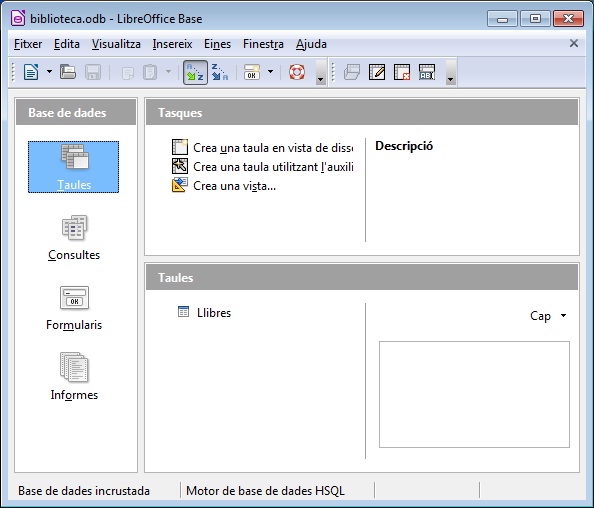 biblioteca.odb - LibreOffice Base
Fitxer Edita Visualitza Insereix Eines Finestra Ajuda
Base de dades
Taules
Consultes
Formularis
Informes
Tasques
Crea una taula en vista de disse
Crea una taula utilitzant l'auxili
Crea una vista...
Descripció
Taules
Llibres
Cap
Base de dades incrustada
Motor de base de dades HSQL